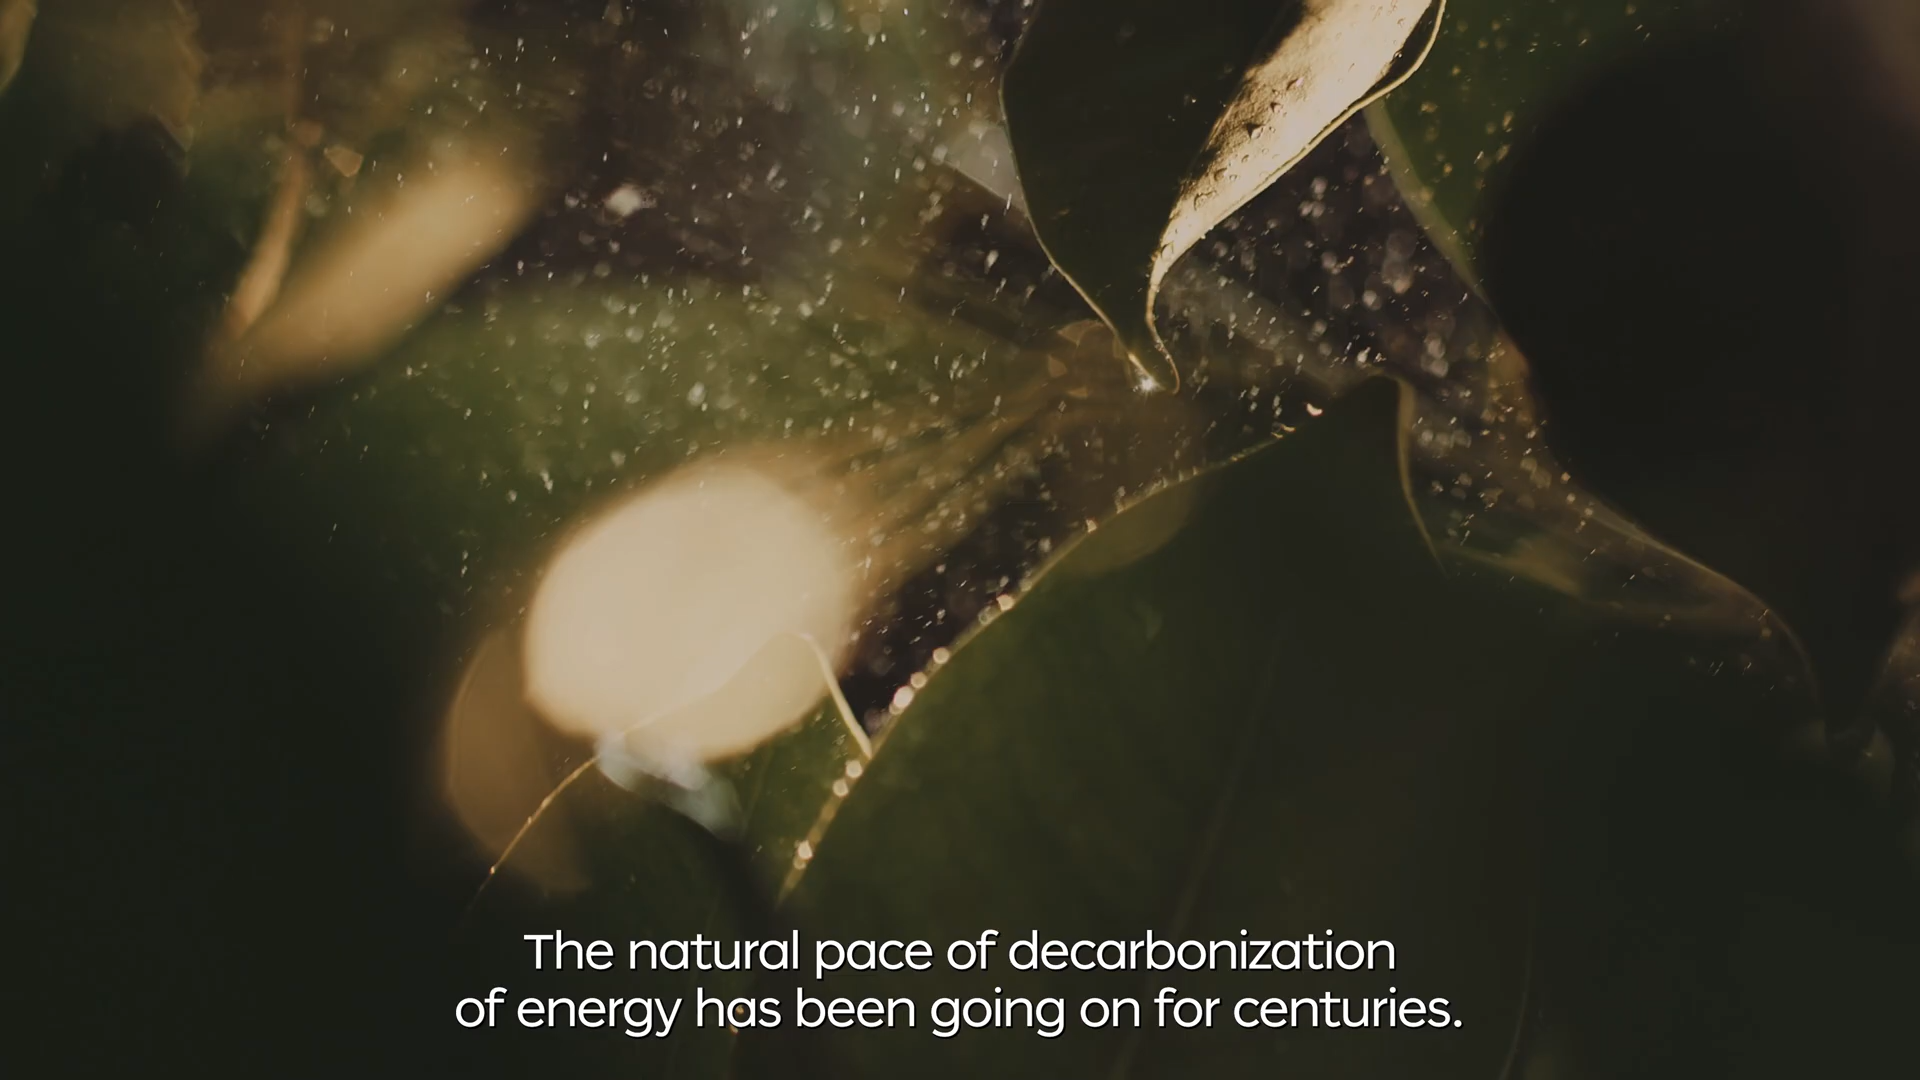 The natural pace of decarbonization
of energy has been going on for centuries.